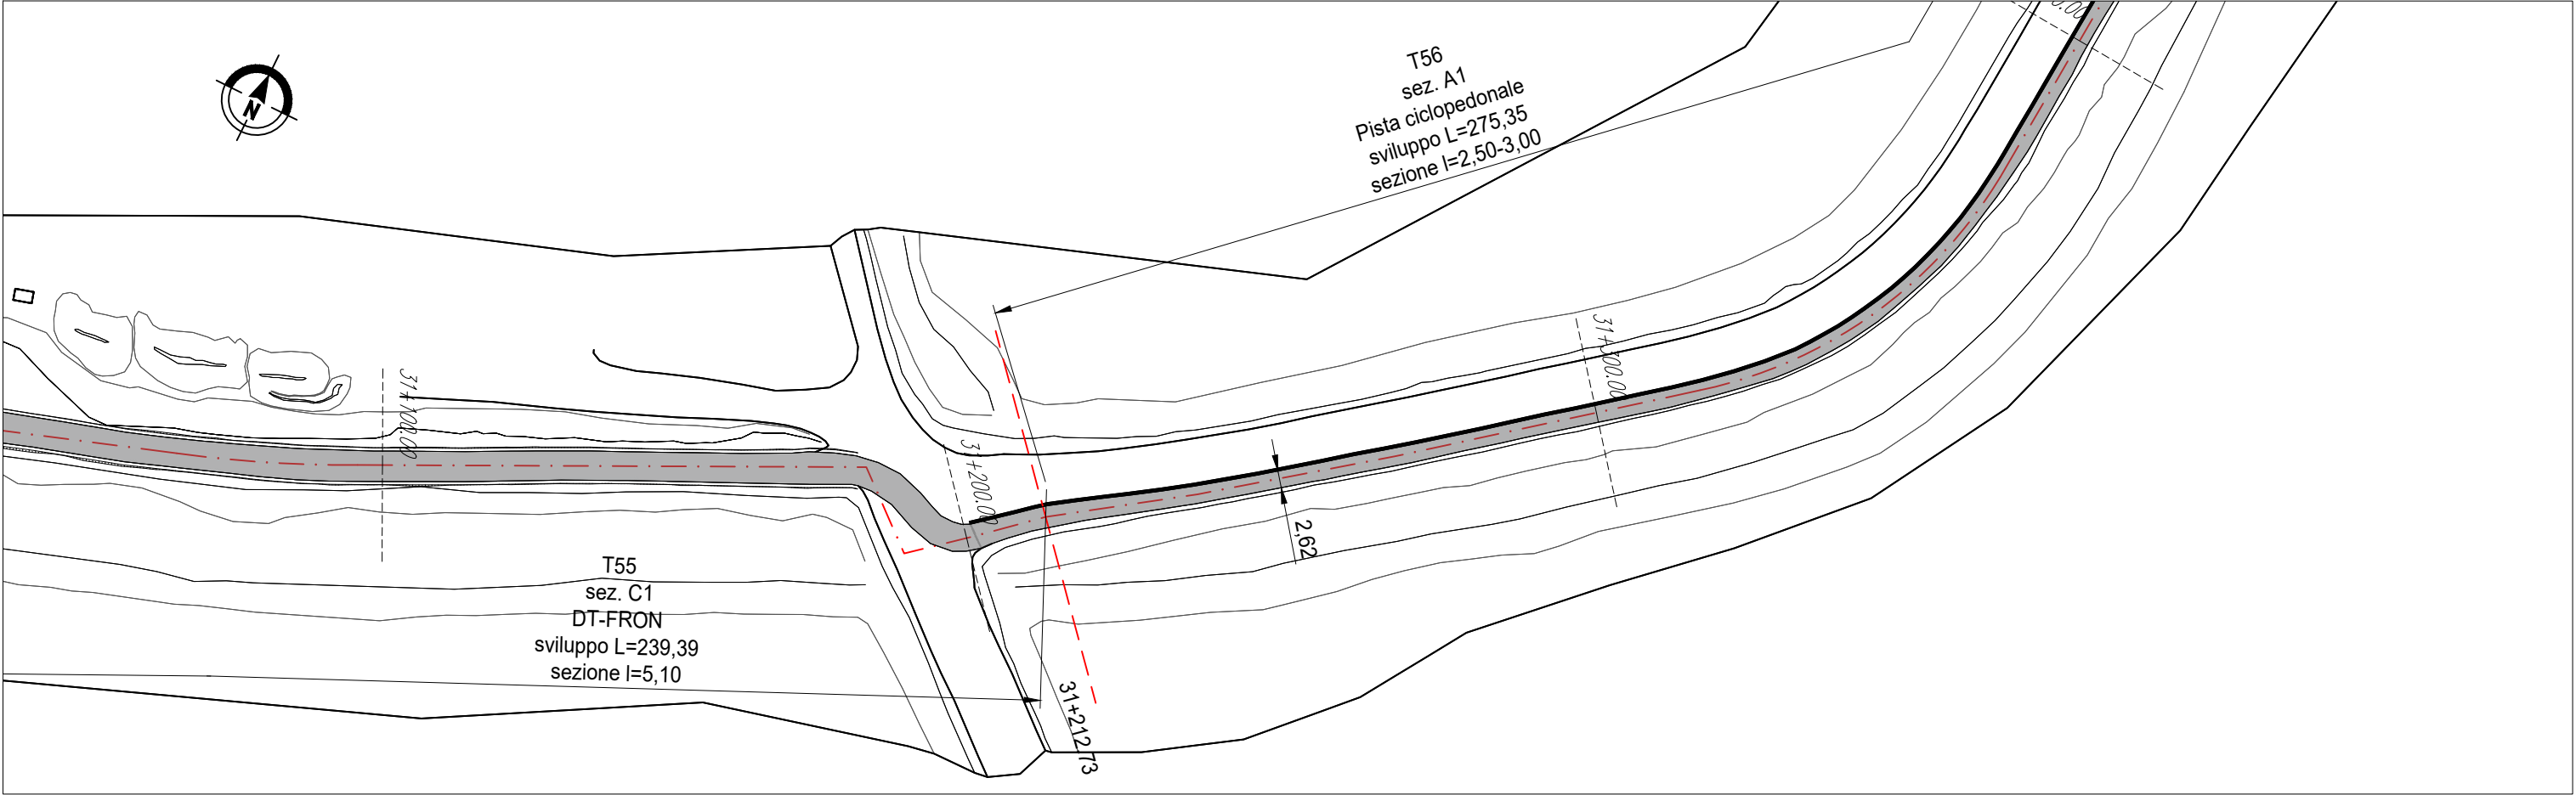 N
T56
sez. A1
Pista ciclopedonale
sviluppo L=275,35
sezione l=2,50-3,00
31+100.00
31+200.00
31+300.00
2,62
T55
sez. C1
DT-FRON
sviluppo L=239,39
sezione l=5,10
31+212,73